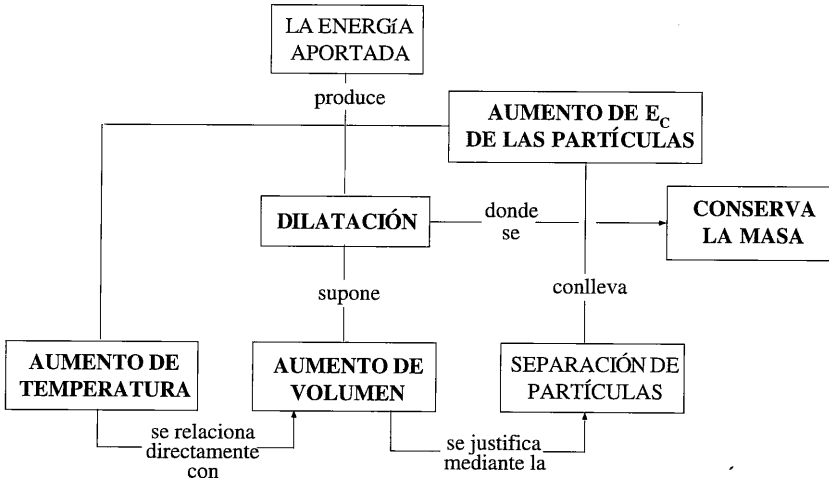 LA ENERGíA
APORTADA
produce
AUMENTO DE E_C
DE LAS PARTÍCULAS
DILATACIÓN
donde
se
CONSERVA
LA MASA
supone
conlleva
AUMENTO DE
TEMPERATURA
AUMENTO DE
VOLUMEN
SEPARACIÓN DE
PARTÍCULAS
se relaciona
directamente
con
se justifica
mediante la